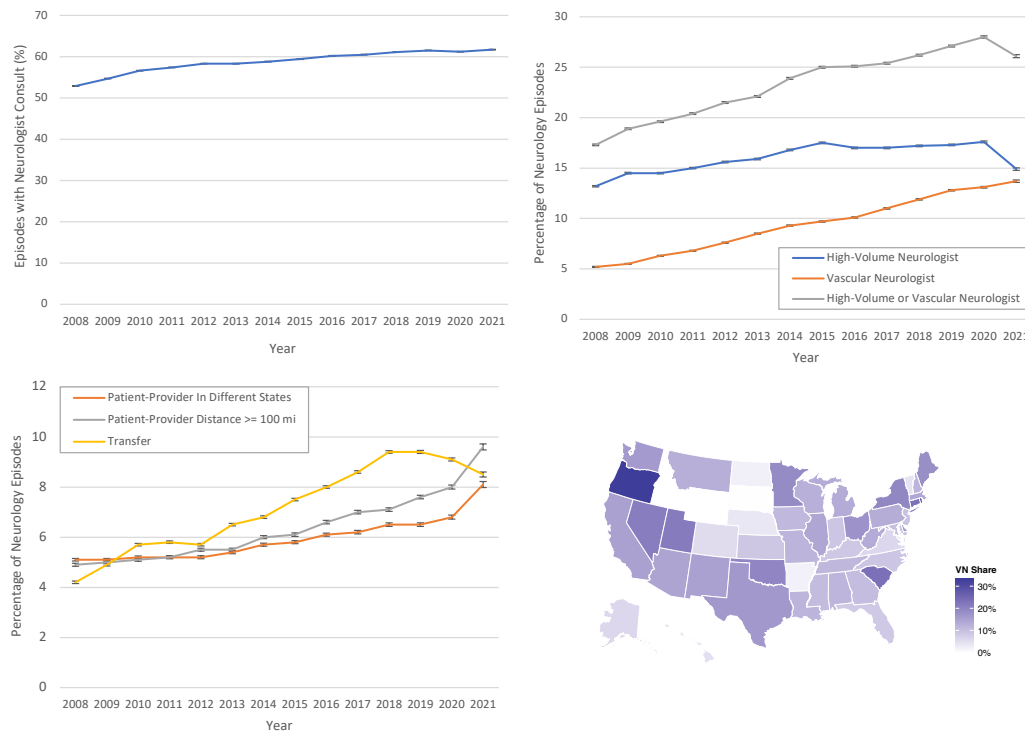 Episodes with Neurologist Consult (%)
70
60
50
40
30
20
10
0
2008 2009 2010 2011 2012 2013 2014 2015 2016 2017 2018 2019 2020 2021
Year
Percentage of Neurology Episodes
30
25
20
15
10
5
0
High-Volume Neurologist
Vascular Neurologist
High-Volume or Vascular Neurologist
2008 2009 2010 2011 2012 2013 2014 2015 2016 2017 2018 2019 2020 2021
Year
Percentage of Neurology Episodes
12
10
8
6
4
2
0
Patient-Provider In Different States
Patient-Provider Distance >= 100 mi
Transfer
2008 2009 2010 2011 2012 2013 2014 2015 2016 2017 2018 2019 2020 2021
Year
VN Share
30%
20%
10%
0%